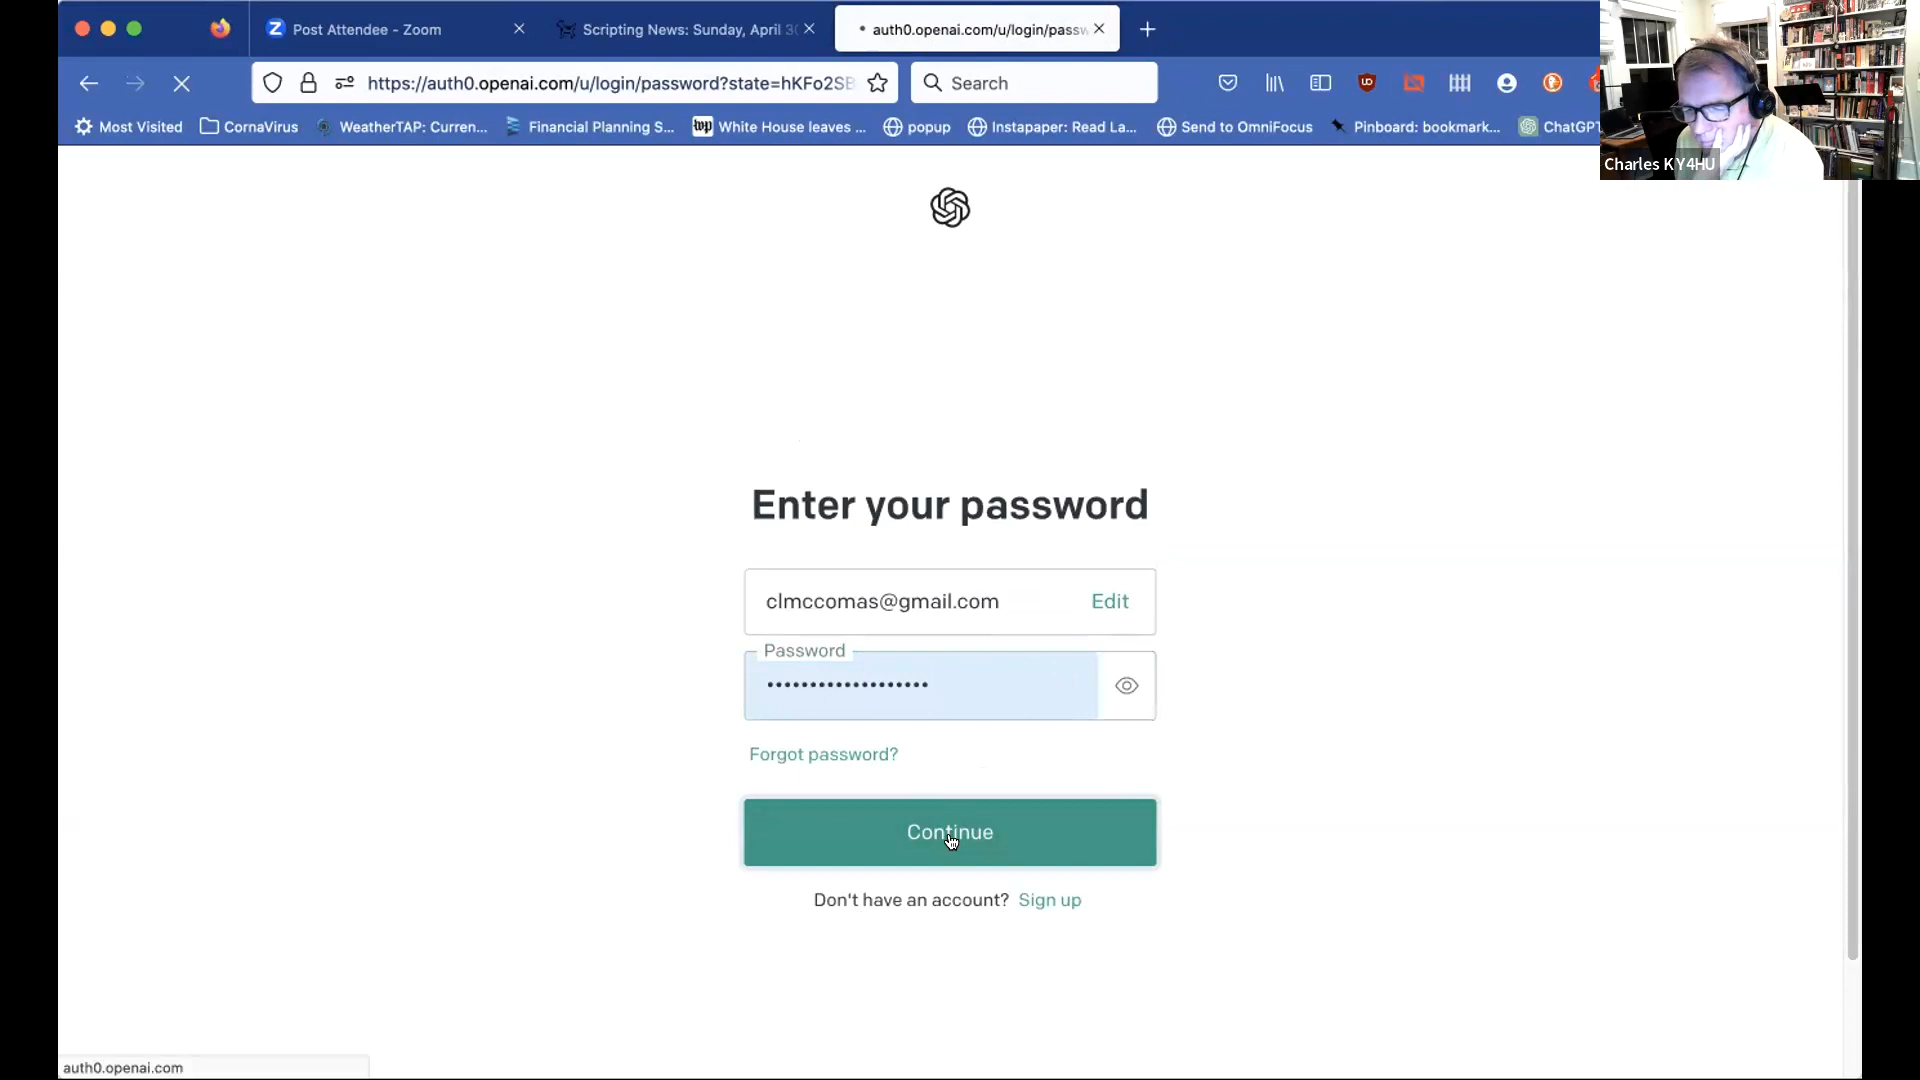 Post Attendee - Zoom
Scripting News: Sunday, April 30
auth0.openai.com/u/login/passw
https://auth0.openai.com/u/login/password?state=hKFo2SB
Search
Most Visited
CornaVirus
WeatherTAP: Curren...
Financial Planning S...
wp White House leaves ...
popup
Instapaper: Read La...
Send to OmniFocus
Pinboard: bookmark...
ChatGPT
Charles KY4HU
Enter your password
clmccomas@gmail.com
Edit
Password
•••••••••••••••••••
Forgot password?
Continue
Don't have an account? Sign up
auth0.openai.com